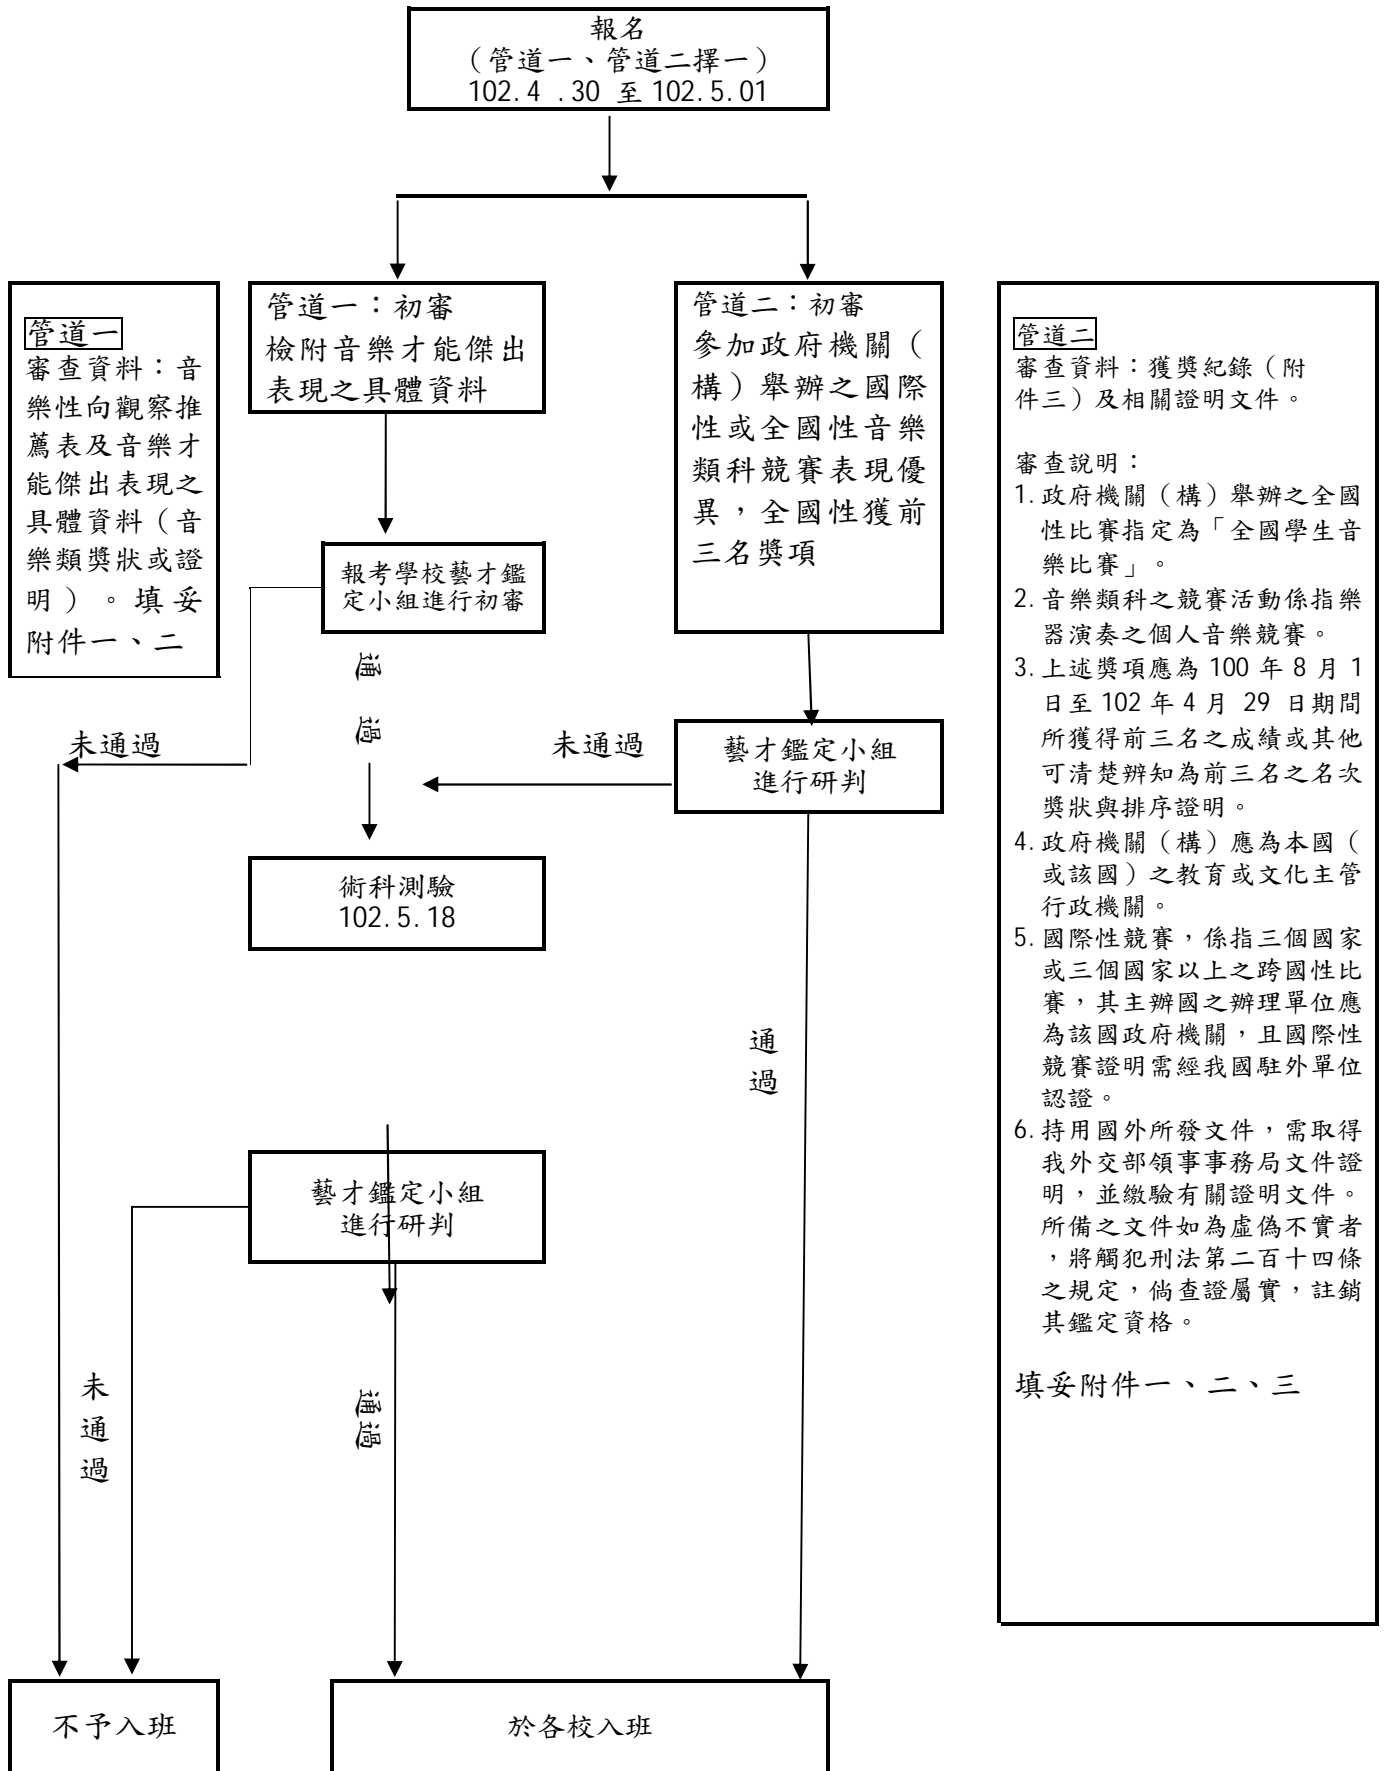 報名
（管道一、管道二擇一）
102.4 .30 至 102.5.01
管道一
審查資料：音
樂性向觀察推
薦表及音樂才
能傑出表現之
具體資料（音
樂類獎狀或證
明）。填妥
附件一、二
管道一：初審
檢附音樂才能傑出
表現之具體資料
管道二：初審
參加政府機關（
構）舉辦之國際
性或全國性音樂
類科競賽表現優
異，全國性獲前
三名獎項
管道二
審查資料：獲獎紀錄（附
件三）及相關證明文件。
審查說明：
1.政府機關（構）舉辦之全國
性比賽指定為「全國學生音
樂比賽」。
2.音樂類科之競賽活動係指樂
器演奏之個人音樂競賽。
3.上述獎項應為 100 年 8 月 1
日至 102 年 4 月 29 日期間
所獲得前三名之成績或其他
可清楚辨知為前三名之名次
獎狀與排序證明。
4.政府機關（構）應為本國（
或該國）之教育或文化主管
行政機關。
5.國際性競賽，係指三個國家
或三個國家以上之跨國性比
賽，其主辦國之辦理單位應
為該國政府機關，且國際性
競賽證明需經我國駐外單位
認證。
6.持用國外所發文件，需取得
我外交部領事事務局文件證
明，並繳驗有關證明文件。
所備之文件如為虛偽不實者
，將觸犯刑法第二百十四條
之規定，倘查證屬實，註銷
其鑑定資格。
填妥附件一、二、三
報考學校藝才鑑
定小組進行初審
通過
未通過
未通過
藝才鑑定小組
進行研判
術科測驗
102.5.18
通過
藝才鑑定小組
進行研判
未通過
通過
不予入班
於各校入班